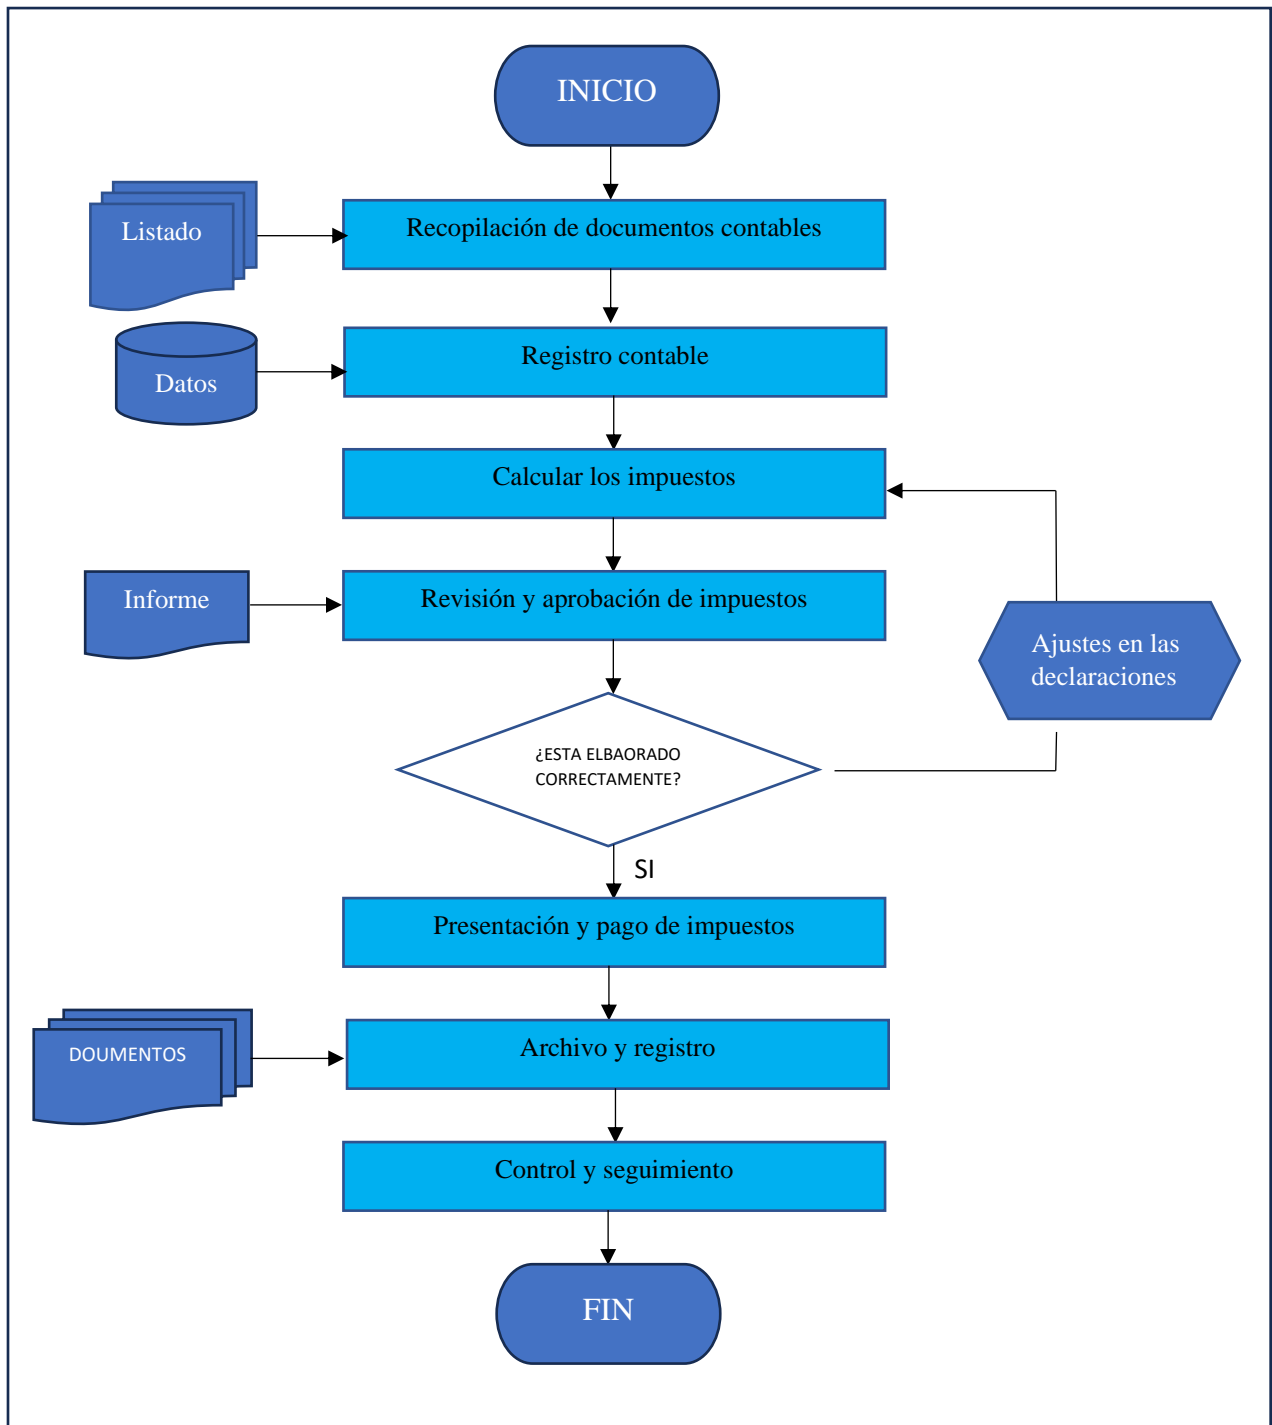 INICIO
Listado
Recopilación de documentos contables
Datos
Registro contable
Calcular los impuestos
Informe
Revisión y aprobación de impuestos
Ajustes en las
declaraciones
¿ESTA ELBAORADO
CORRECTAMENTE?
SI
Presentación y pago de impuestos
DOUMENTOS
Archivo y registro
Control y seguimiento
FIN